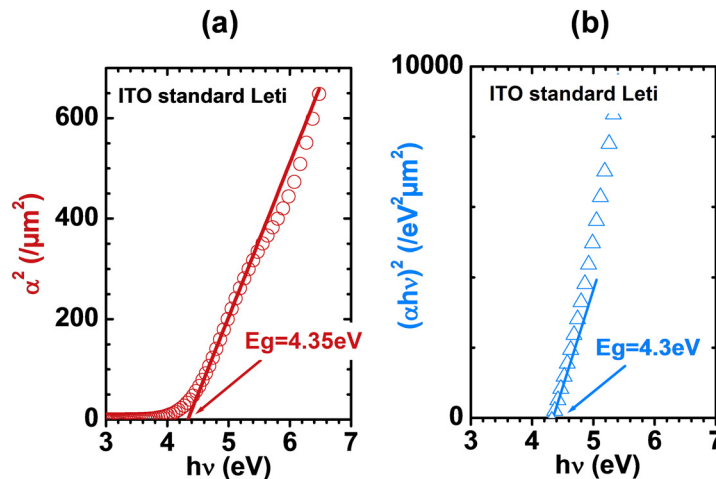 (a)
ITO standard Leti
600
400
200
0
α² (/µm²)
Eg=4.35eV
3 4 5 6 7
hν (eV)
(b)
10000
ITO standard Leti
(αhν)² (/eV²µm²)
Eg=4.3eV
0
3 4 5 6 7
hν (eV)